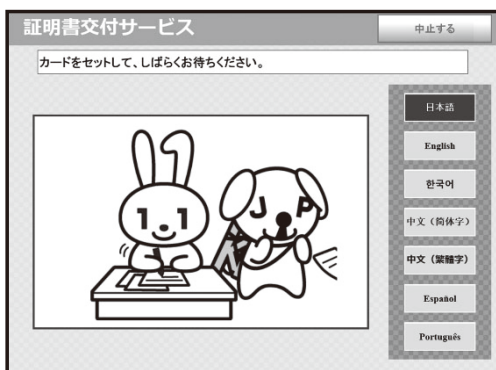 証明書交付サービス
中止する
カードをセットして、しばらくお待ちください。
日本語
English
한국어
中文（简体字）
中文（繁體字）
Español
Português
1 1
J P